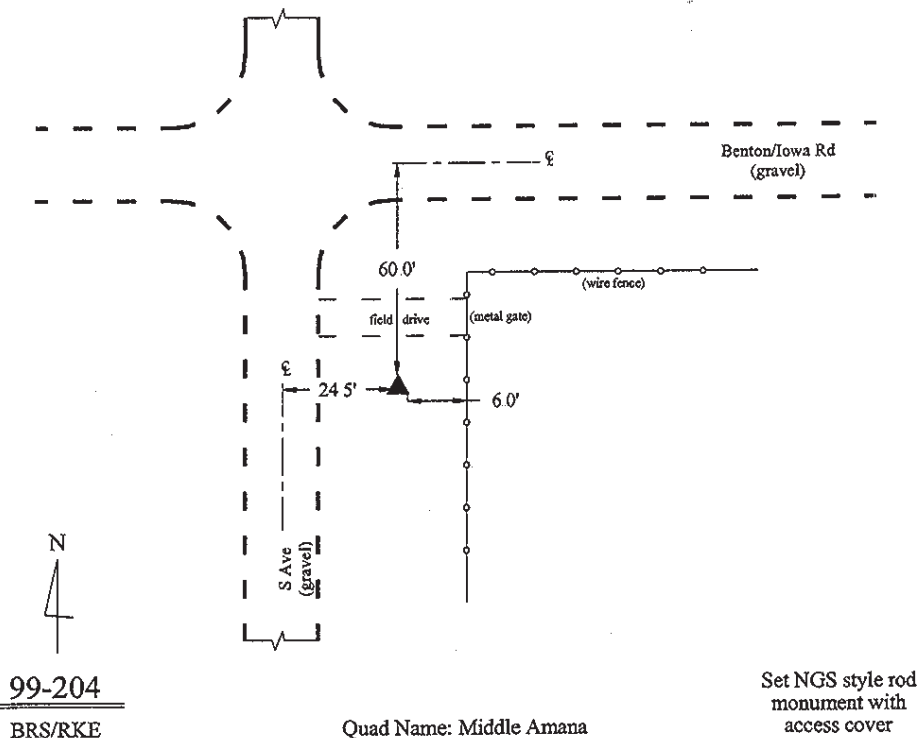 ℄
Benton/Iowa Rd
(gravel)
60.0'
(wire fence)
field drive
(metal gate)
℄
24 5'
6.0'
S Ave
(gravel)
N
99-204
BRS/RKE
Quad Name: Middle Amana
Set NGS style rod
monument with
access cover